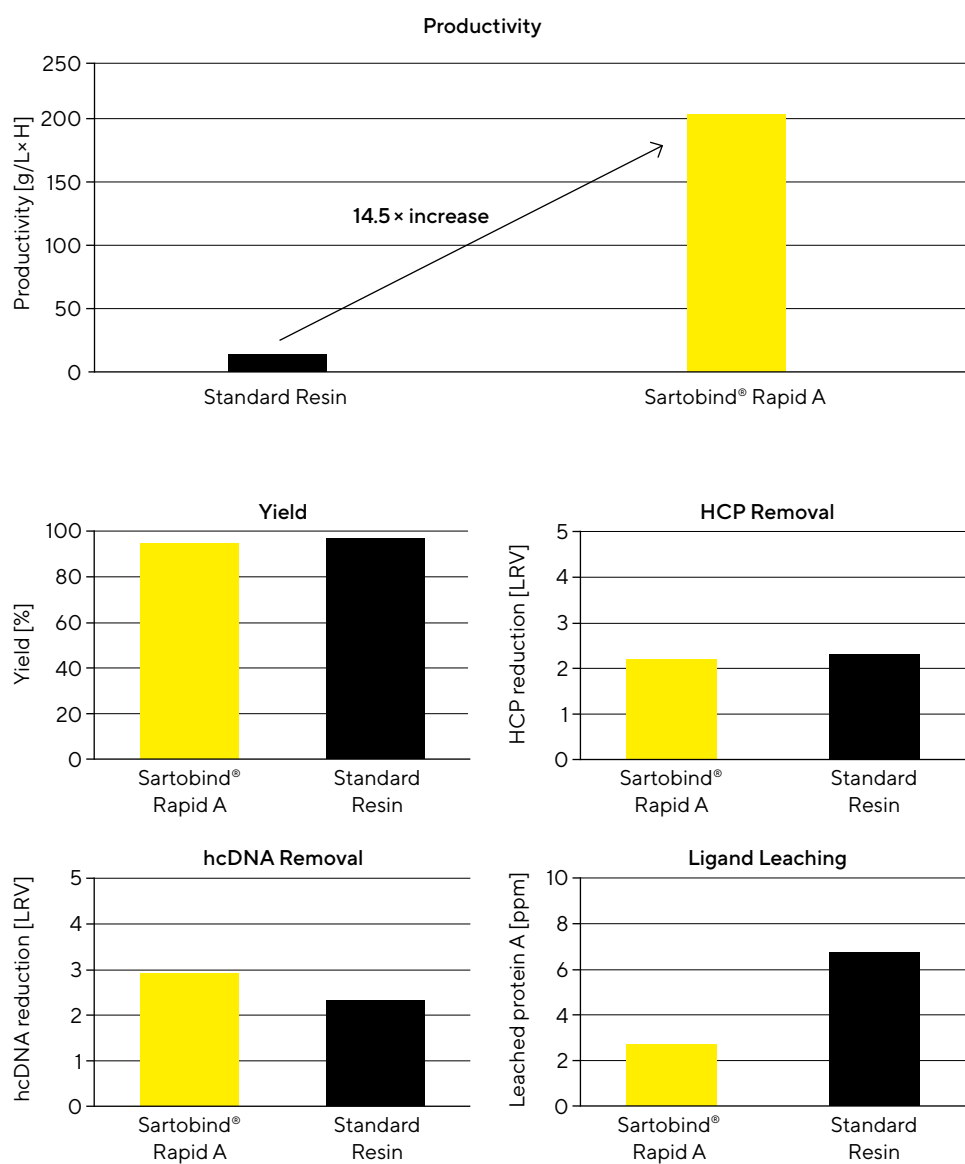 Productivity
Productivity [g/L×H]
250
200
150
100
50
0
14.5× increase
Standard Resin
Sartobind® Rapid A
Yield
Yield [%]
100
80
60
40
20
0
Sartobind®
Rapid A
Standard
Resin
HCP Removal
HCP reduction [LRV]
5
4
3
2
1
0
Sartobind®
Rapid A
Standard
Resin
hcDNA Removal
hcDNA reduction [LRV]
5
4
3
2
1
0
Sartobind®
Rapid A
Standard
Resin
Ligand Leaching
Leached protein A [ppm]
10
8
6
4
2
0
Sartobind®
Rapid A
Standard
Resin